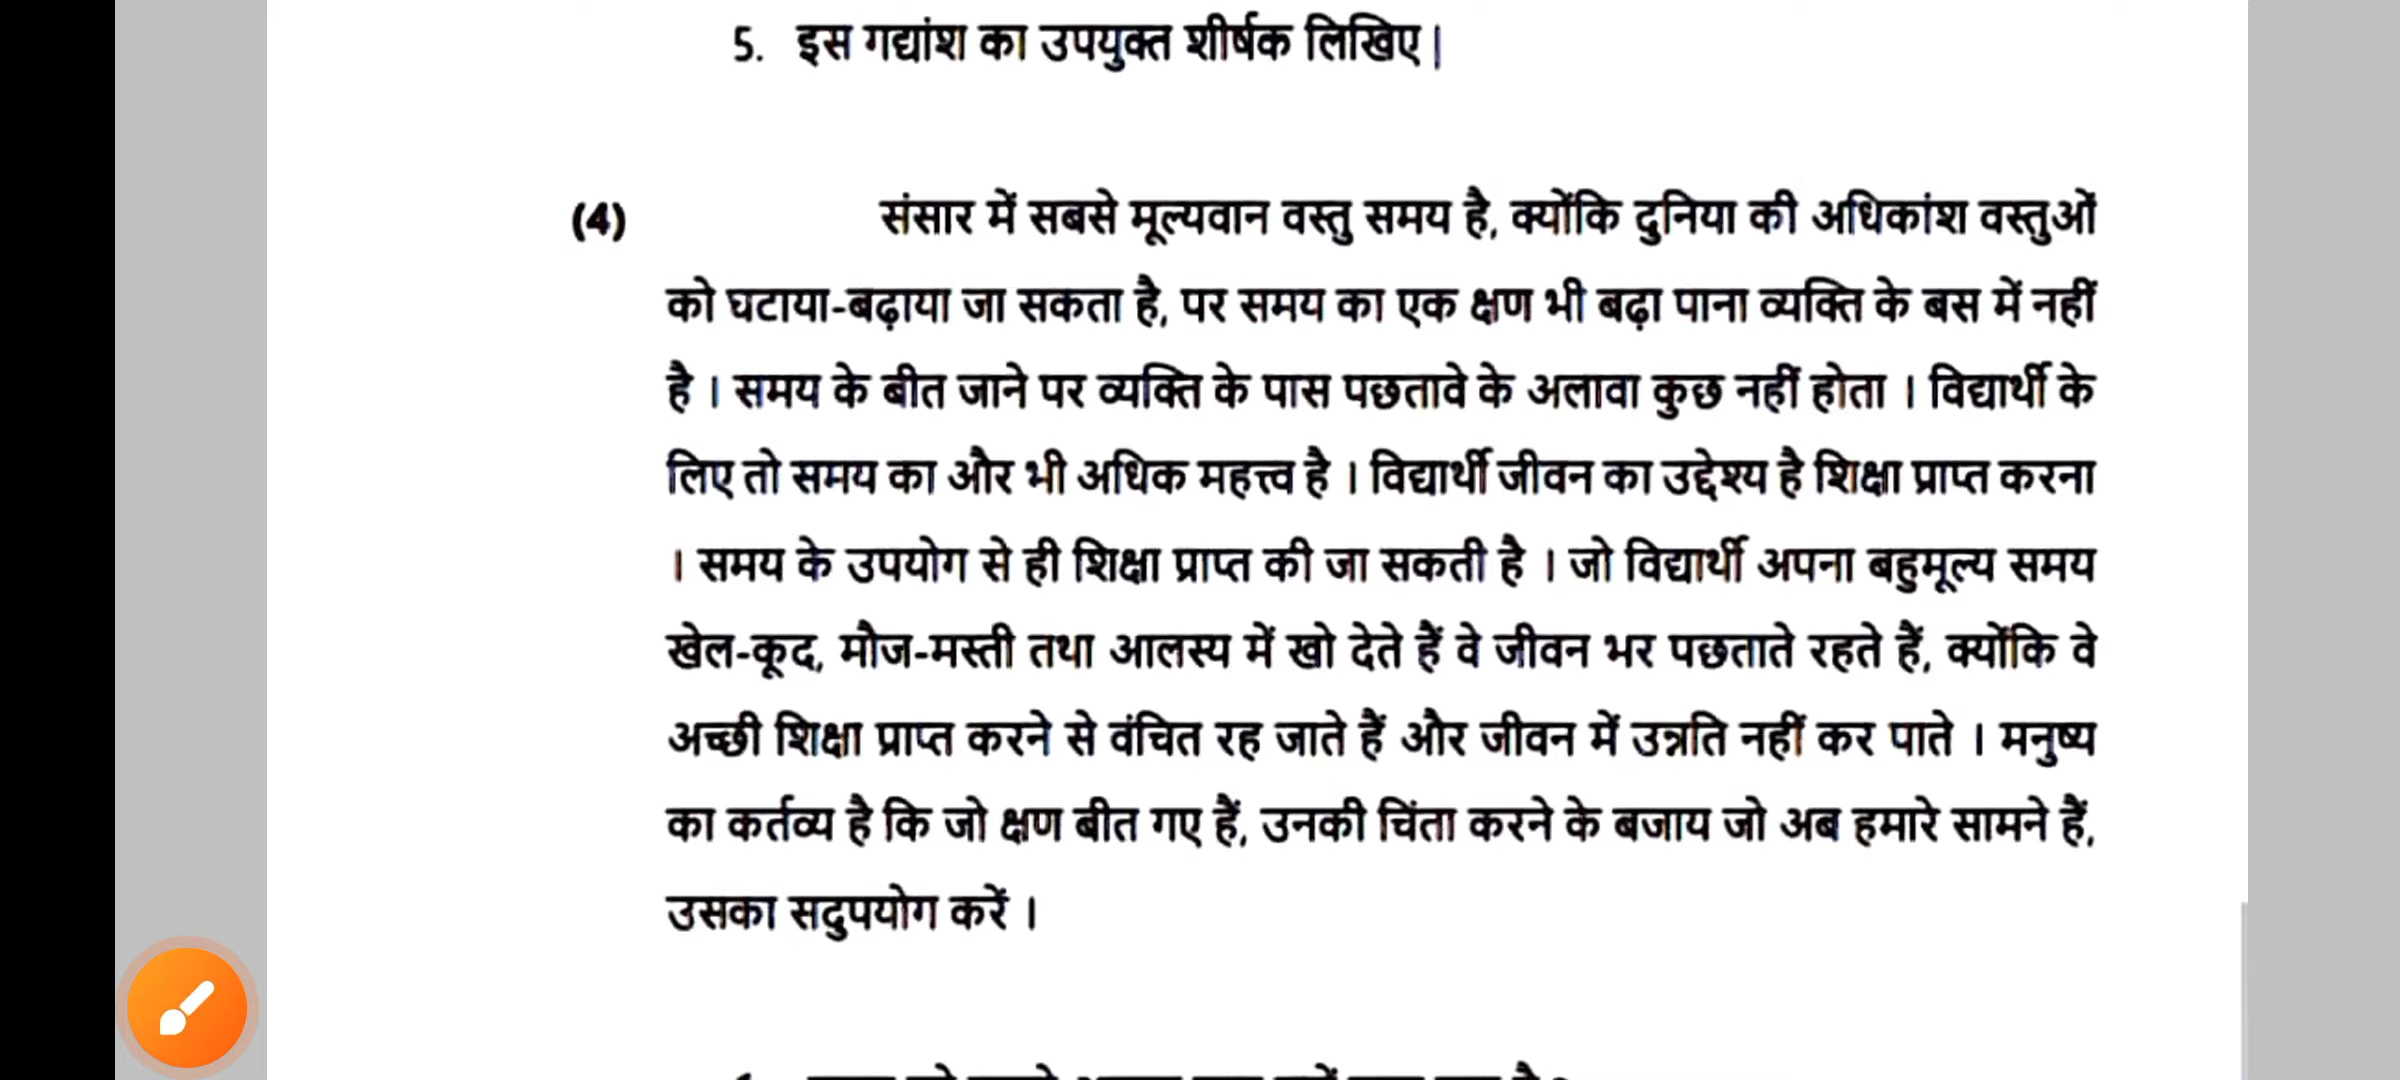 5. इस गद्यांश का उपयुक्त शीर्षक लिखिए|
(4) संसार में सबसे मूल्यवान वस्तु समय है, क्योंकि दुनिया की अधिकांश वस्तुओं
को घटाया-बढ़ाया जा सकता है, पर समय का एक क्षण भी बढ़ा पाना व्यक्ति के बस में नहीं
है । समय के बीत जाने पर व्यक्ति के पास पछतावे के अलावा कुछ नहीं होता । विद्यार्थी के
लिए तो समय का और भी अधिक महत्त्व है । विद्यार्थी जीवन का उद्देश्य है शिक्षा प्राप्त करना
। समय के उपयोग से ही शिक्षा प्राप्त की जा सकती है । जो विद्यार्थी अपना बहुमूल्य समय
खेल-कूद, मौज-मस्ती तथा आलस्य में खो देते हैं वे जीवन भर पछताते रहते हैं, क्योंकि वे
अच्छी शिक्षा प्राप्त करने से वंचित रह जाते हैं और जीवन में उन्नति नहीं कर पाते । मनुष्य
का कर्तव्य है कि जो क्षण बीत गए हैं, उनकी चिंता करने के बजाय जो अब हमारे सामने हैं,
उसका सदुपयोग करें ।